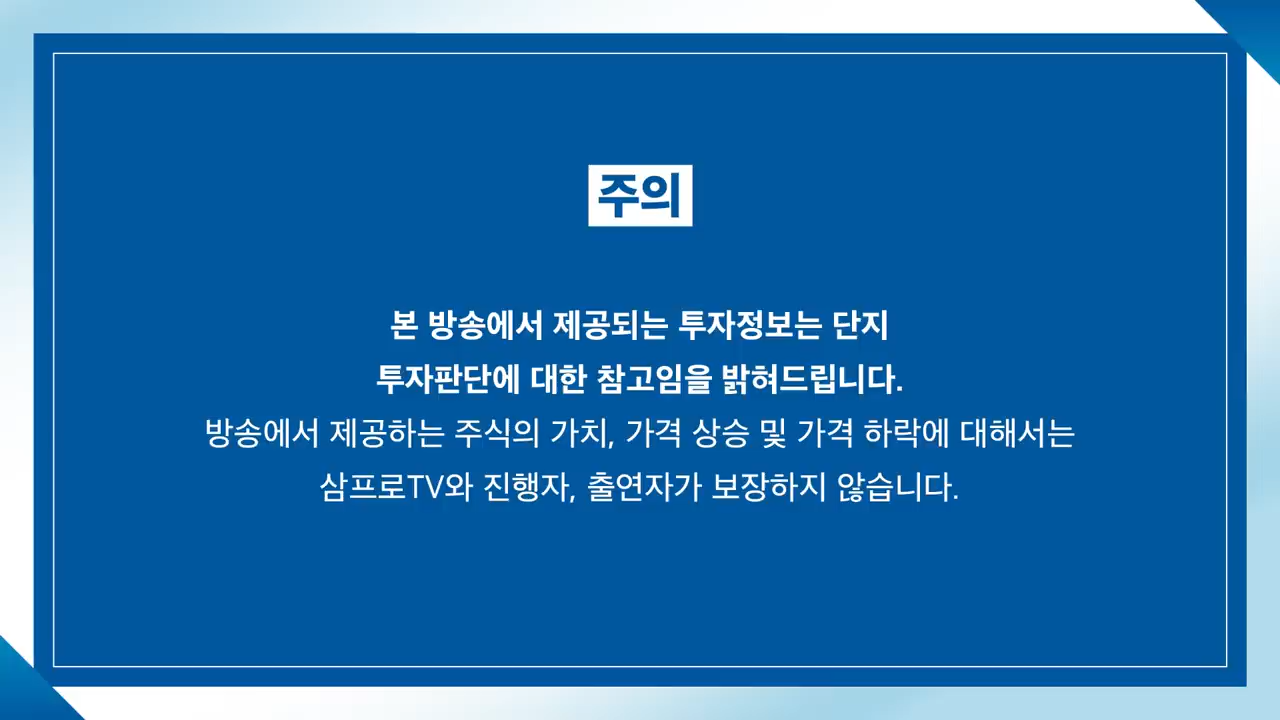 주의
본 방송에서 제공되는 투자정보는 단지
투자판단에 대한 참고임을 밝혀드립니다.
방송에서 제공하는 주식의 가치, 가격 상승 및 가격 하락에 대해서는
삼프로TV와 진행자, 출연자가 보장하지 않습니다.